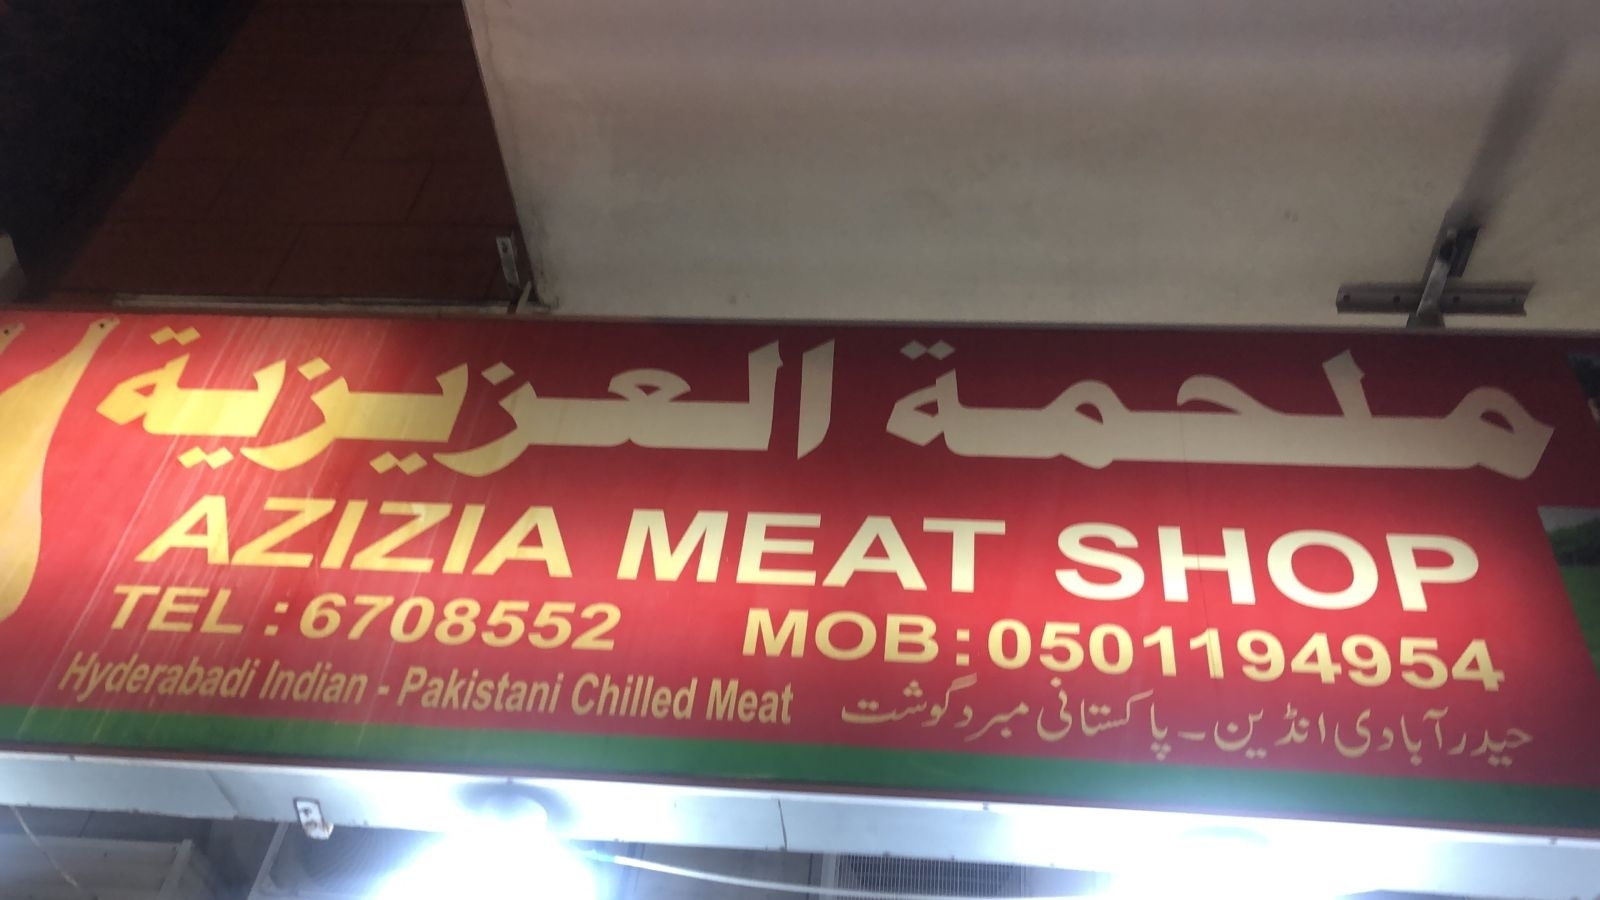 ملحمة العزيزية
AZIZIA MEAT SHOP
TEL : 6708552 MOB : 0501194954
Hyderabadi Indian - Pakistani Chilled Meat
حیدرآبادی انڈین - پاکستانی مبرد گوشت